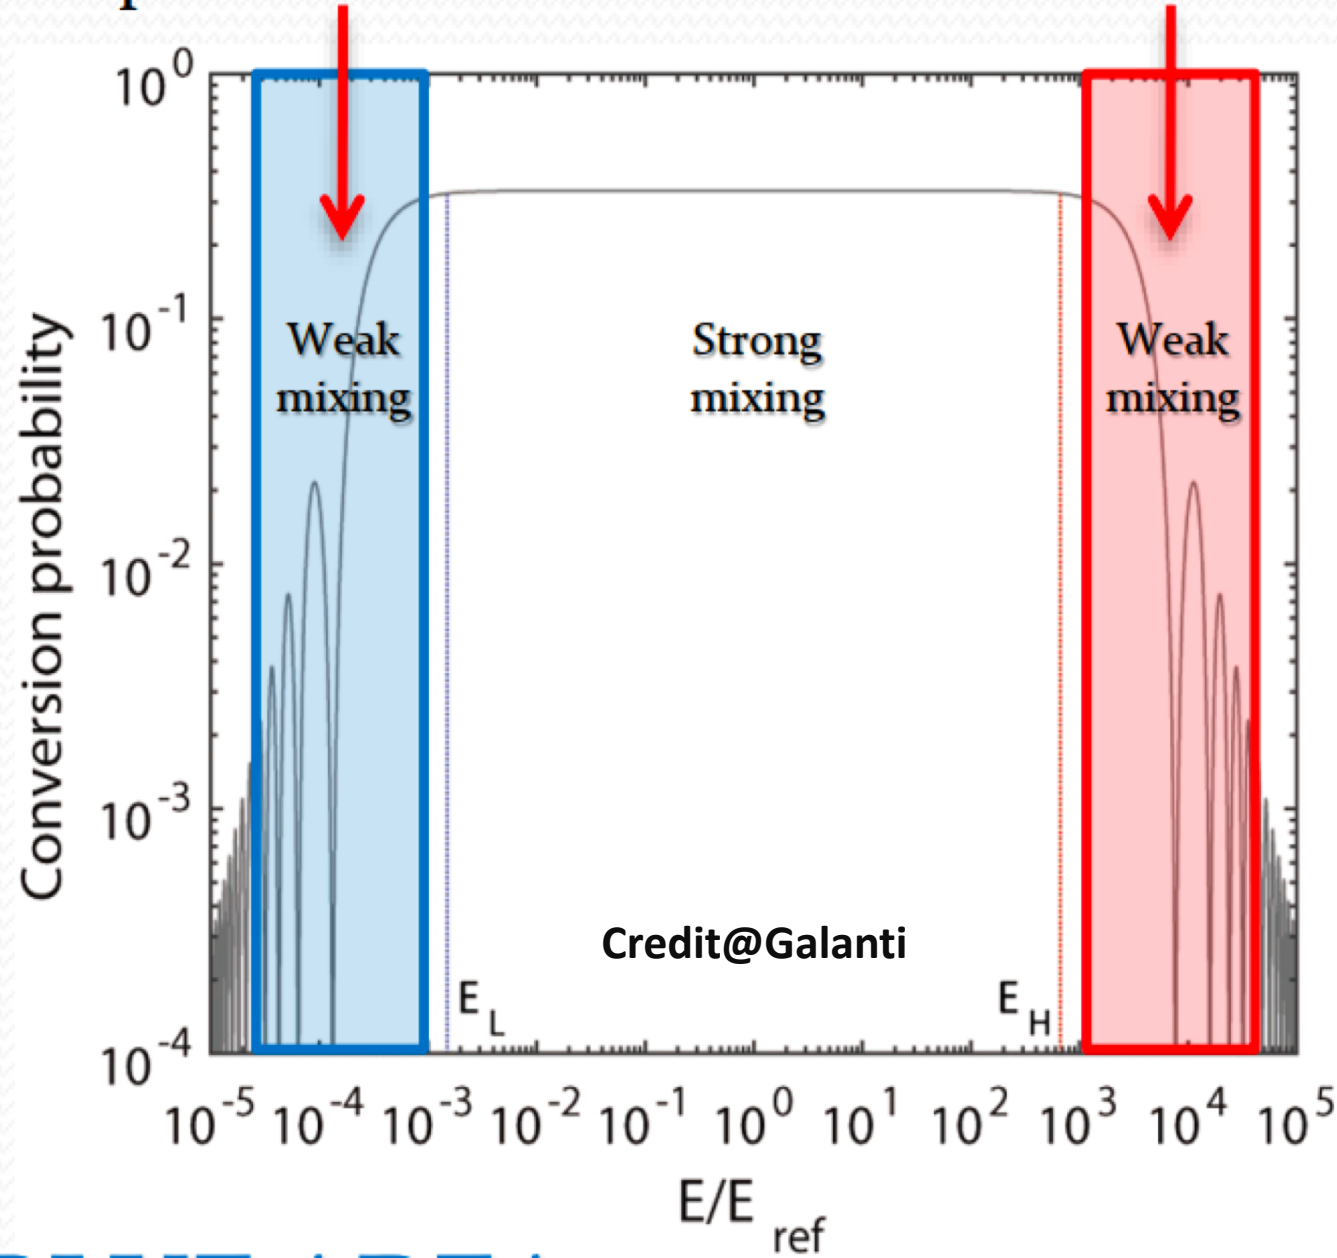 10^0
10^-1
10^-2
10^-3
10^-4
Conversion probability
Weak
mixing
Strong
mixing
Weak
mixing
Credit@Galanti
E_L
E_H
10^-5 10^-4 10^-3 10^-2 10^-1 10^0 10^1 10^2 10^3 10^4 10^5
E/E_ref